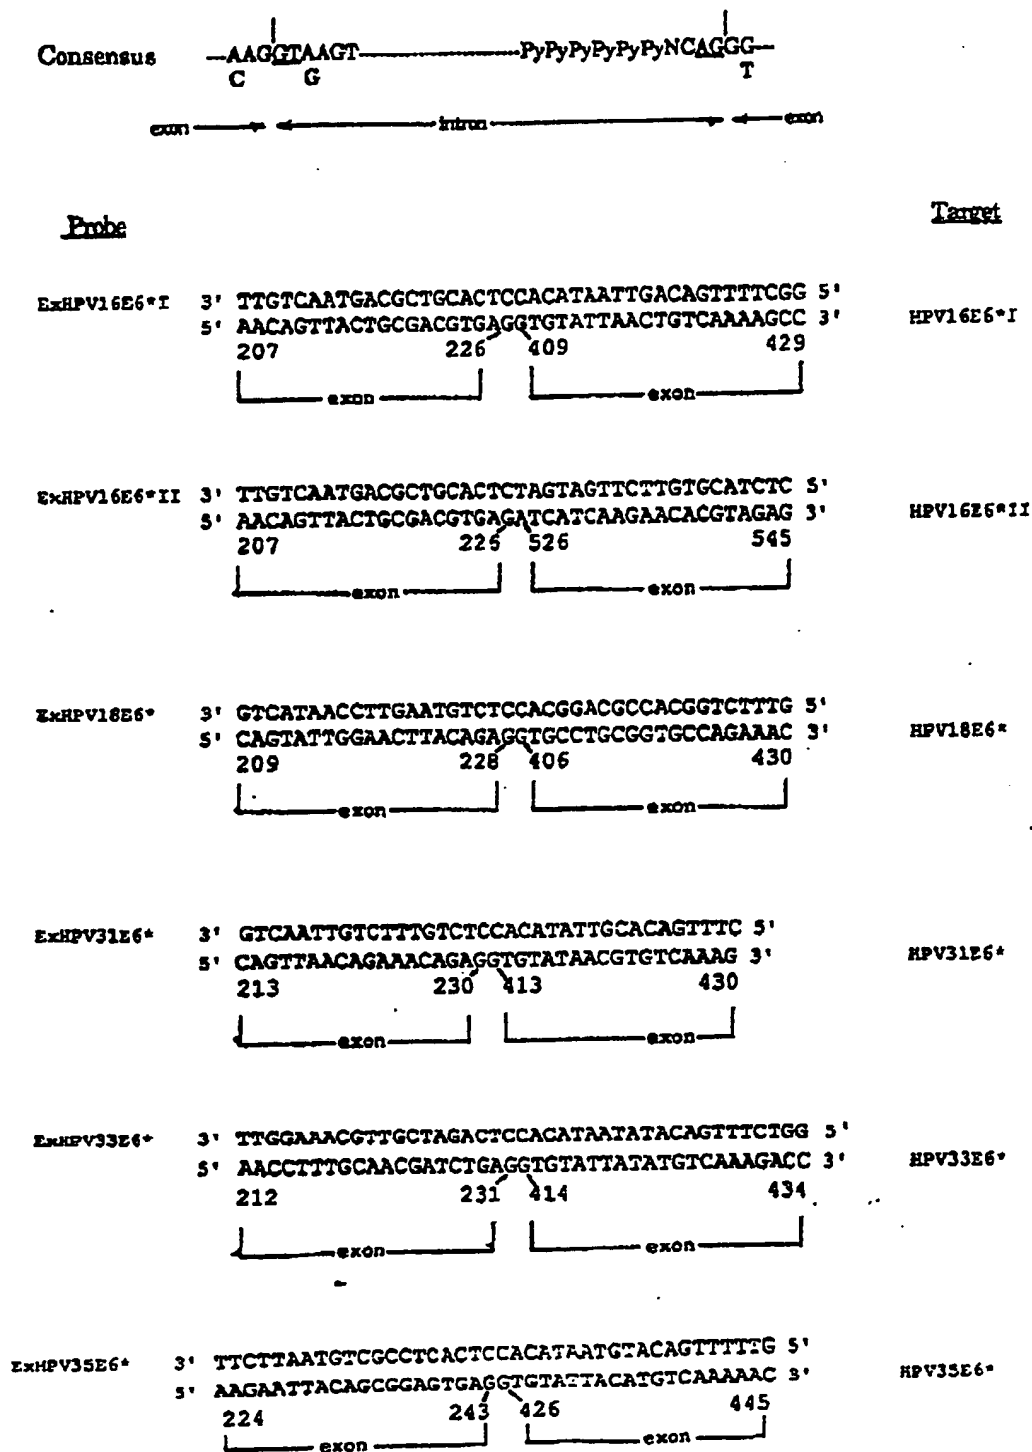 Consensus —AAGGTAAGT————PyPyPyPyPyPyNCAGGG—
C G T
exon intron exon
Probe Target
ExHPV16E6*I 3' TTGTCAATGACGCTGCACTCCACATAATTGACAGTTTTCGG 5'
5' AACAGTTACTGCGACGTGAGGTGTATTAACTGTCAAAAGCC 3' HPV16E6*I
207 226 409 429
exon exon
ExHPV16E6*II 3' TTGTCAATGACGCTGCACTCTAGTAGTTCTTGTGCATCTC 5'
5' AACAGTTACTGCGACGTGAGATCATCAAGAACACGTAGAG 3' HPV16E6*II
207 226 526 545
exon exon
ExHPV18E6* 3' GTCATAACCTTGAATGTCTCCACGGACGCCACGGTCTTTG 5'
5' CAGTATTGGAACTTACAGAGGTGCCTGCGGTGCCAGAAAC 3' HPV18E6*
209 228 406 430
exon exon
ExHPV31E6* 3' GTCAATTGTCTTTGTCTCCACATATTGCACAGTTTC 5'
5' CAGTTAACAGAAACAGAGGTGTATAACGTGTCAAAG 3' HPV31E6*
213 230 413 430
exon exon
ExHPV33E6* 3' TTGGAAACGTTGCTAGACTCCACATAATATACAGTTTCTGG 5'
5' AACCTTTGCAACGATCTGAGGTGTATTATATGTCAAAGACC 3' HPV33E6*
212 231 414 434
exon exon
ExHPV35E6* 3' TTCTTAATGTCGCCTCACTCCACATAATGTACAGTTTTTG 5'
5' AAGAATTACAGCGGAGTGAGGTGTATTACATGTCAAAAAC 3' HPV35E6*
224 243 426 445
exon exon